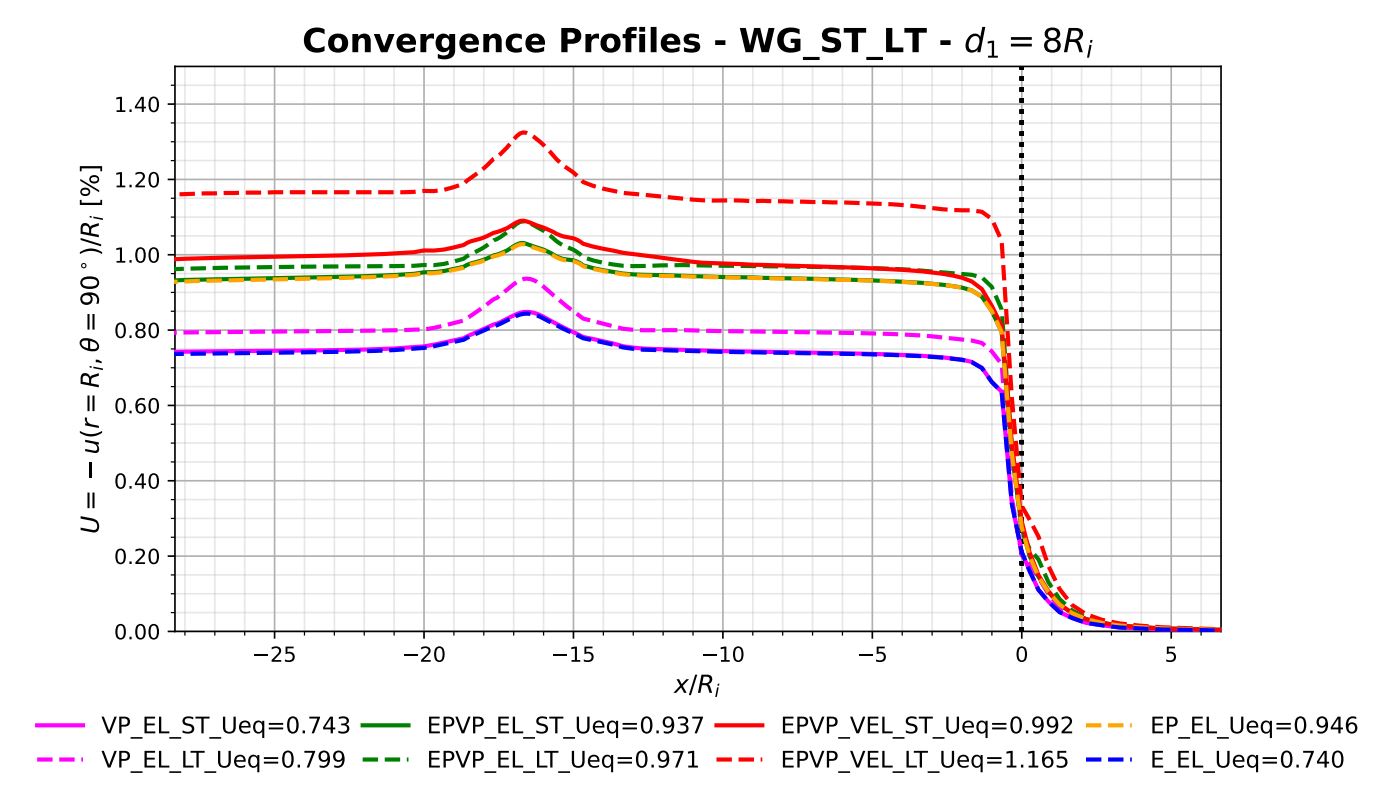 Convergence Profiles - WG_ST_LT - d₁ = 8Rᵢ
U = − u(r = Rᵢ, θ = 90°)/Rᵢ [%]
1.40
1.20
1.00
0.80
0.60
0.40
0.20
0.00
−25 −20 −15 −10 −5 0 5
x/Rᵢ
VP_EL_ST_Ueq=0.743 EPVP_EL_ST_Ueq=0.937 EPVP_VEL_ST_Ueq=0.992 EP_EL_Ueq=0.946
VP_EL_LT_Ueq=0.799 EPVP_EL_LT_Ueq=0.971 EPVP_VEL_LT_Ueq=1.165 E_EL_Ueq=0.740